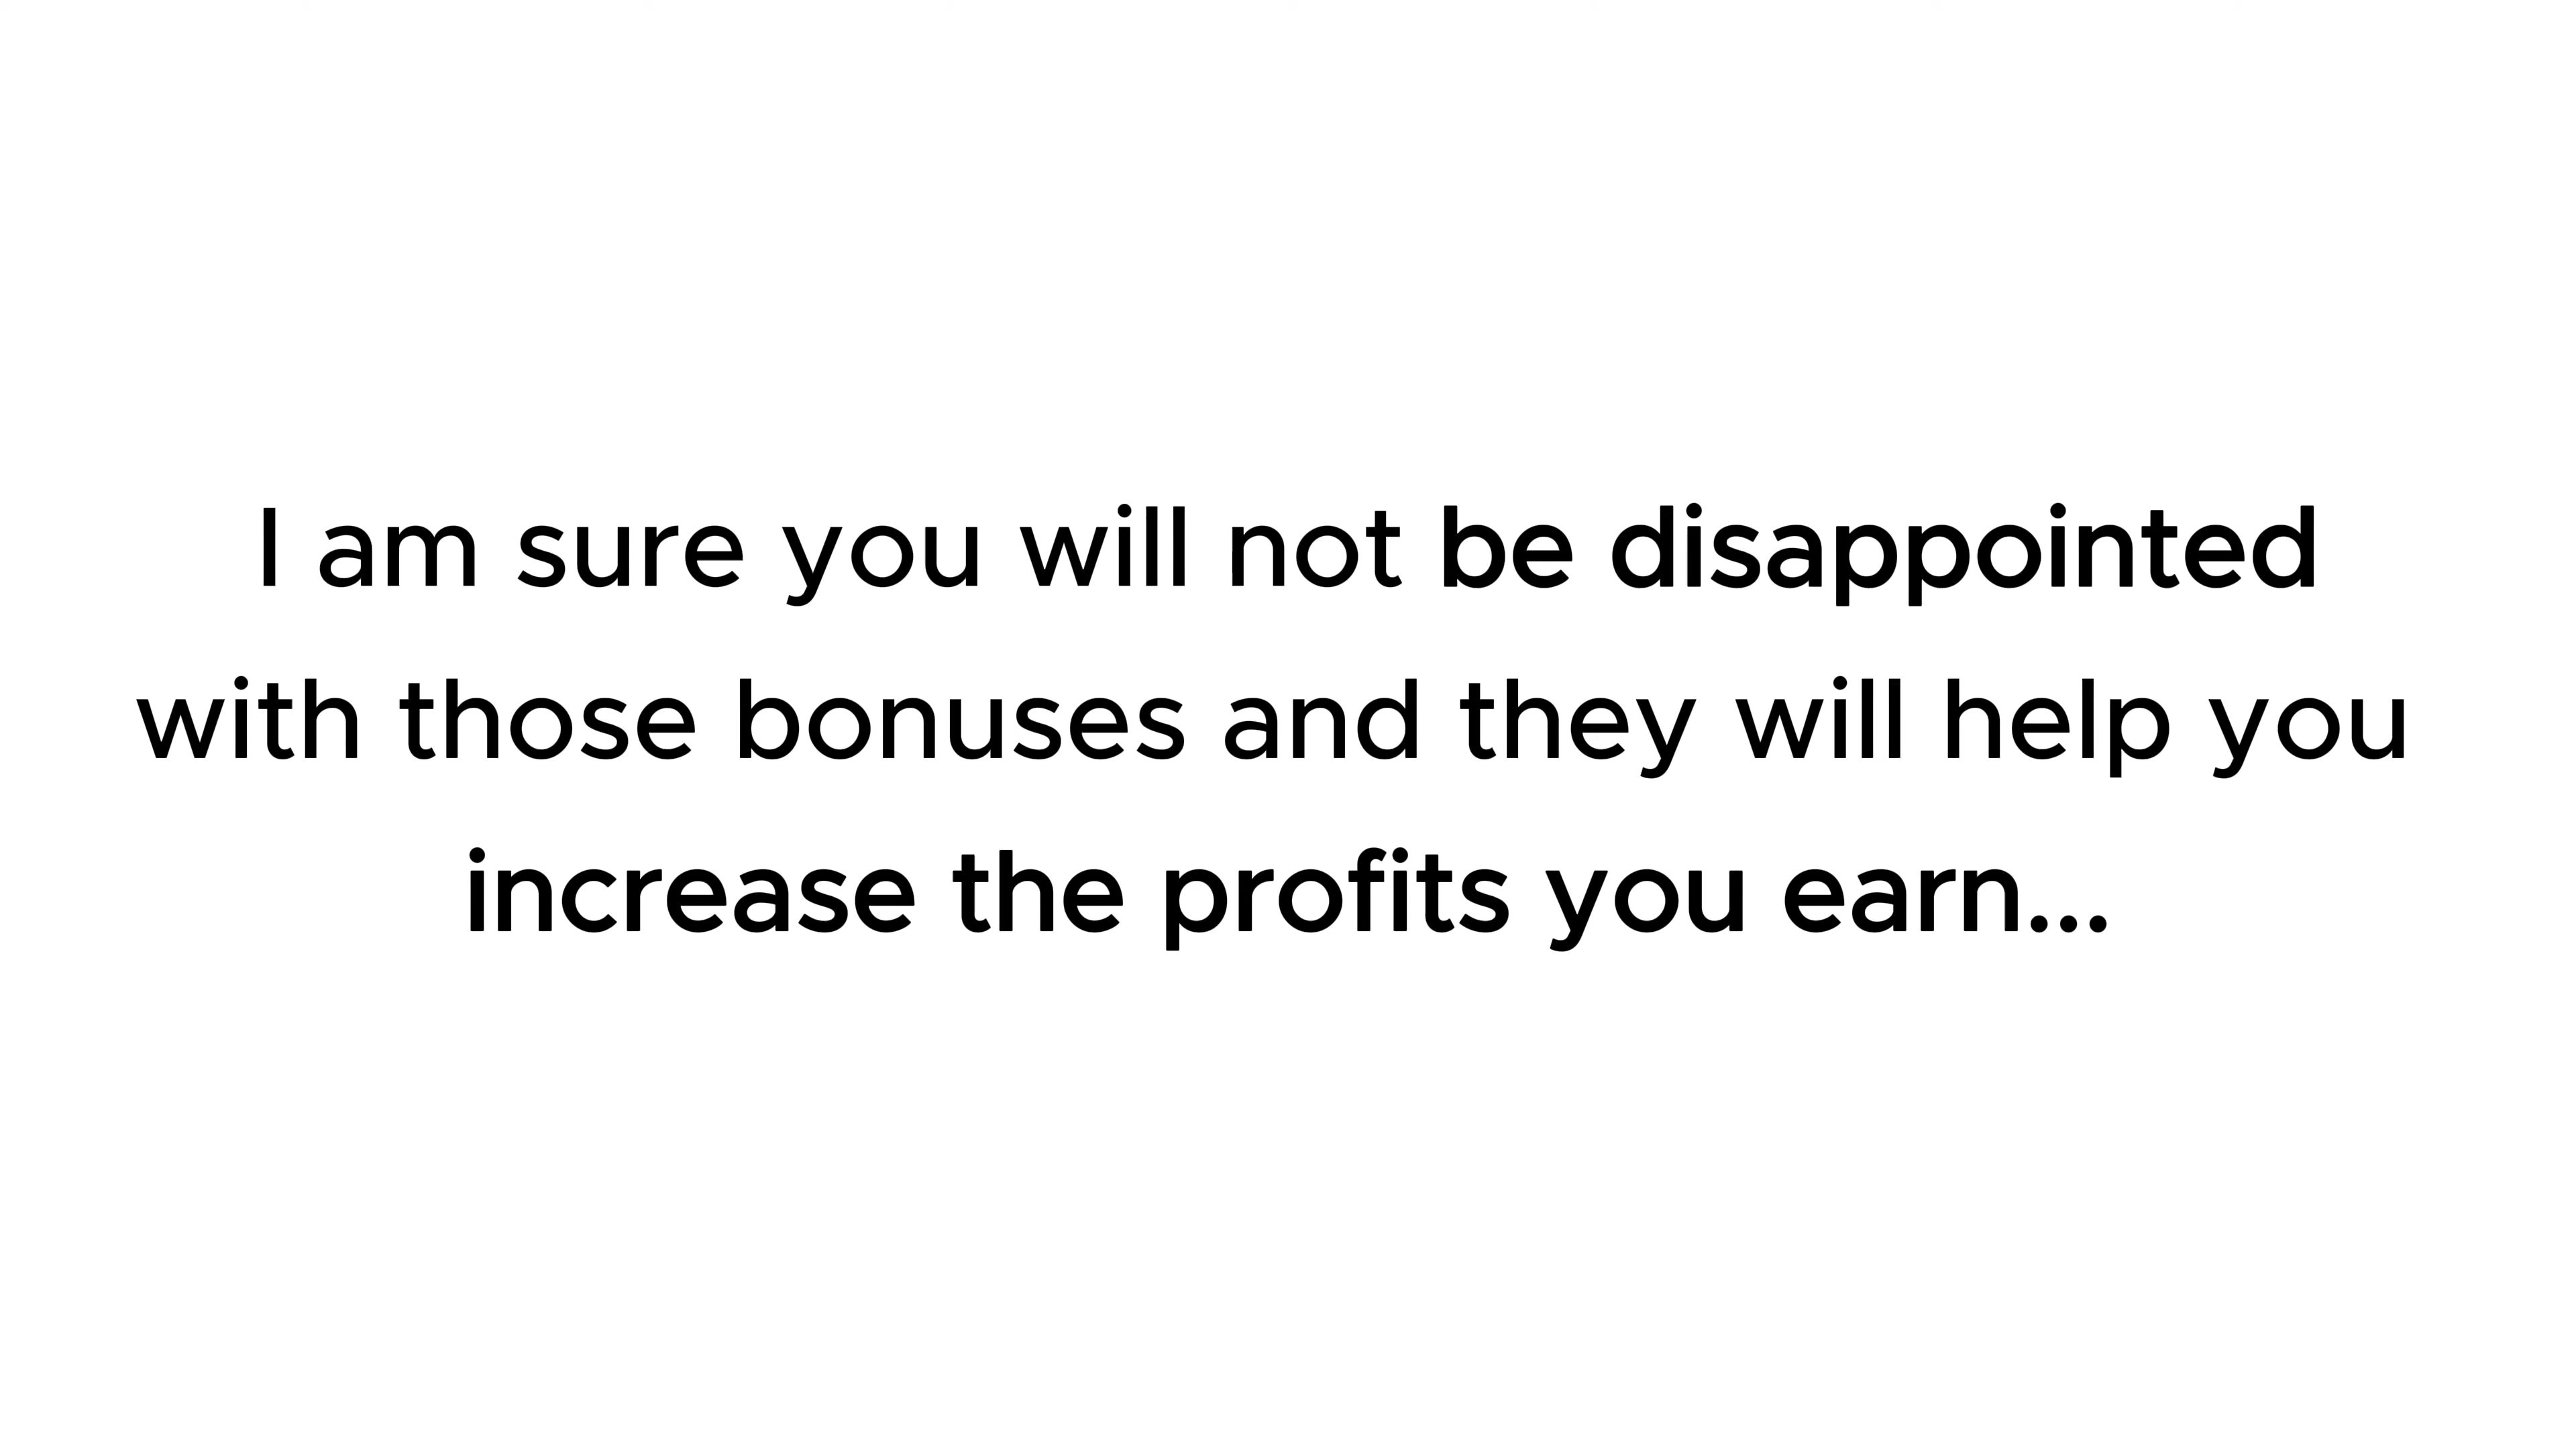 I am sure you will not be disappointed
with those bonuses and they will help you
increase the profits you earn...